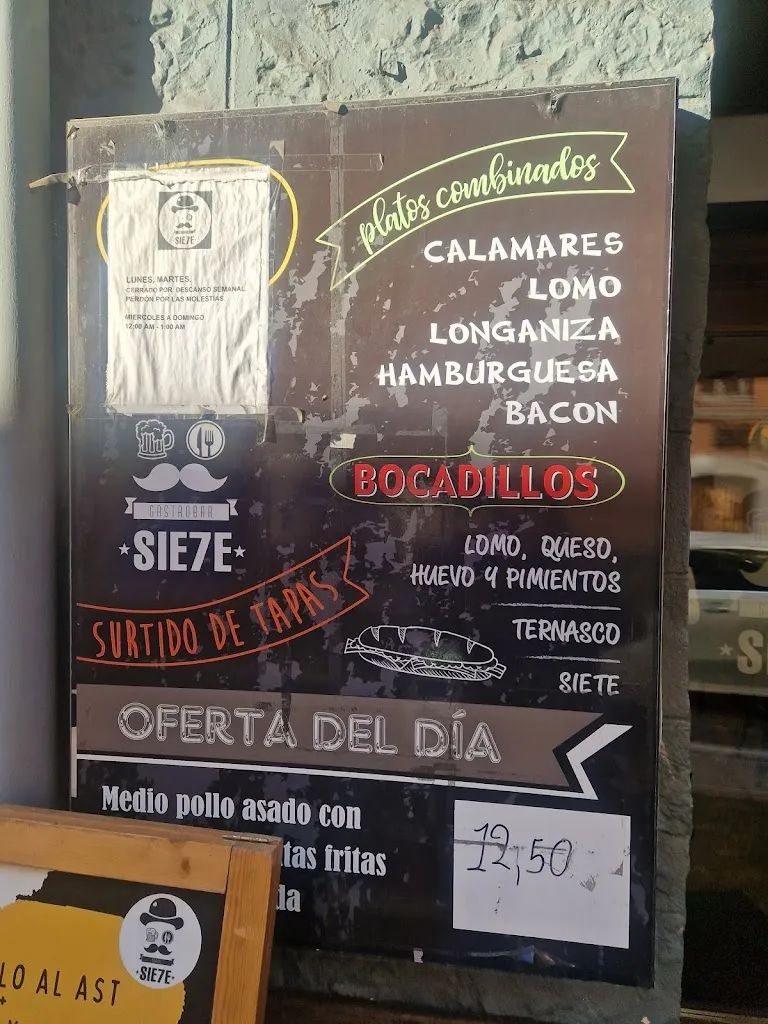 SIE7E
LUNES, MARTES,
CERRADO POR DESCANSO SEMANAL.
PERDON POR LAS MOLESTIAS.
MIERCOLES A DOMINGO
12:00 AM - 1:00 AM
platos combinados
CALAMARES
LOMO
LONGANIZA
HAMBURGUESA
BACON
GASTROBAR
SIE7E
BOCADILLOS
LOMO, QUESO,
HUEVO Y PIMIENTOS
TERNASCO
SIETE
SURTIDO DE TAPAS
OFERTA DEL DÍA
Medio pollo asado con
tas fritas
da
12,50
SIE7E
LO AL AST